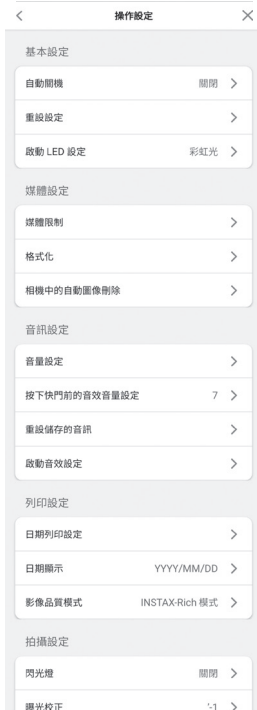 操作設定
基本設定
自動關機 關閉
重設設定
啟動 LED 設定 彩虹光
媒體設定
媒體限制
格式化
相機中的自動圖像刪除
音訊設定
音量設定
按下快門前的音效音量設定 7
重設儲存的音訊
啟動音效設定
列印設定
日期列印設定
日期顯示 YYYY/MM/DD
影像品質模式 INSTAX-Rich 模式
拍攝設定
閃光燈 關閉
曝光校正 '-1